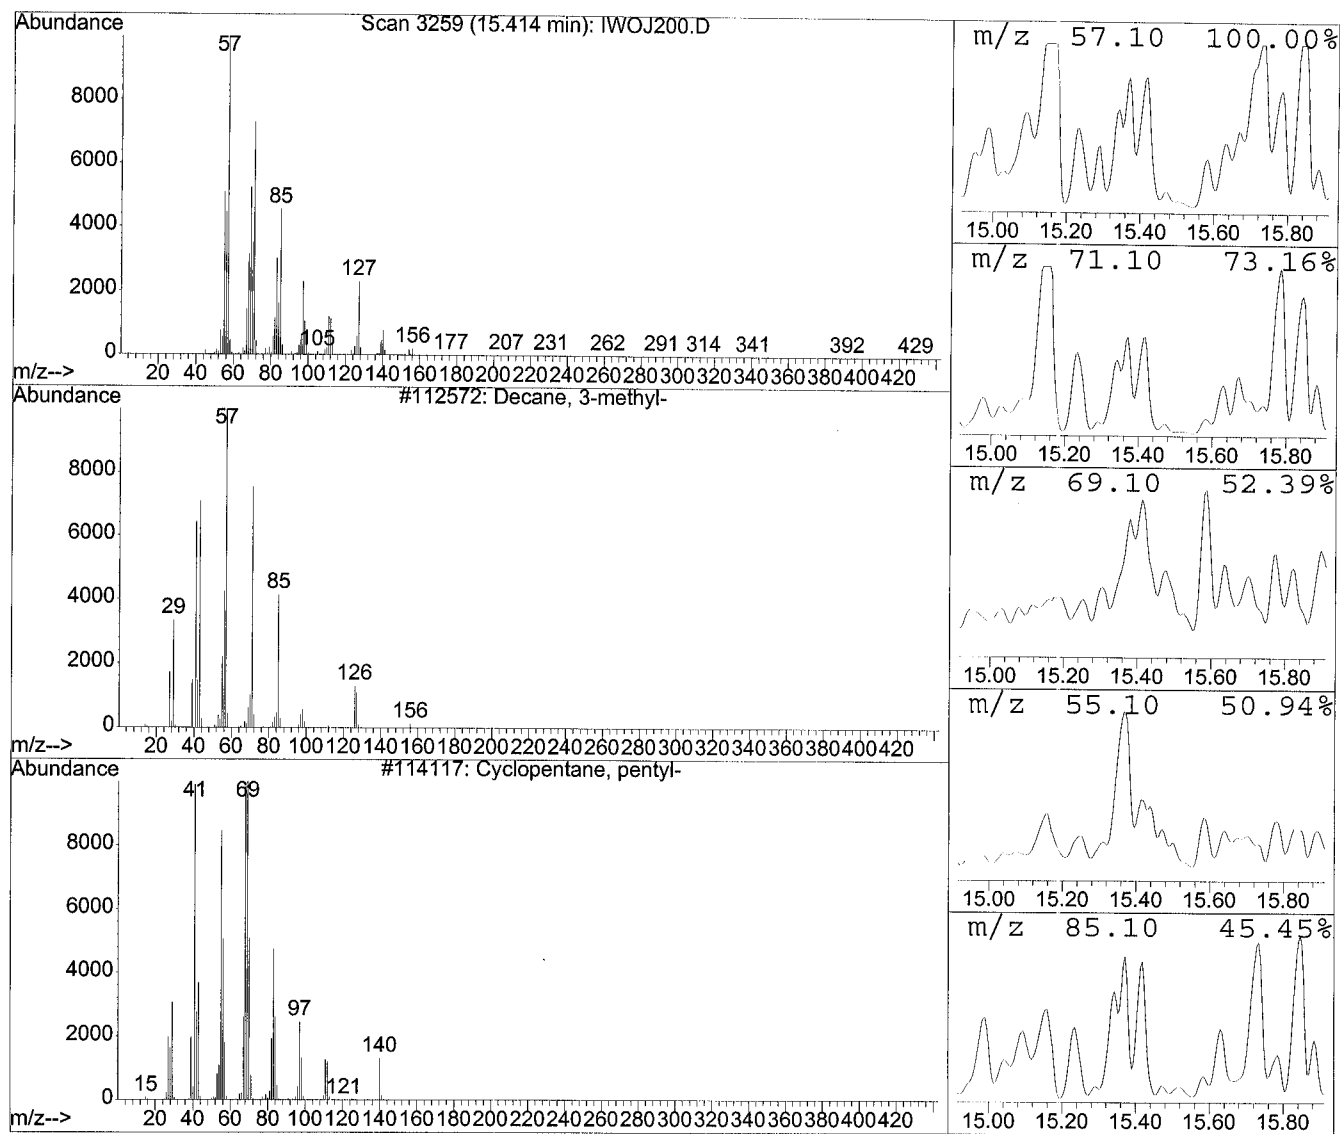 Abundance
Scan 3259 (15.414 min): IWOJ200.D
57
8000
6000
85
4000
127
2000
105
156
177
207
231
262
291
314
341
392
429
0
m/z-->
20 40 60 80 100 120 140 160 180 200 220 240 260 280 300 320 340 360 380 400 420
Abundance
#112572: Decane, 3-methyl-
57
8000
6000
85
4000
29
2000
126
156
0
m/z-->
20 40 60 80 100 120 140 160 180 200 220 240 260 280 300 320 340 360 380 400 420
Abundance
#114117: Cyclopentane, pentyl-
41
69
8000
6000
4000
97
2000
140
15
121
0
m/z-->
20 40 60 80 100 120 140 160 180 200 220 240 260 280 300 320 340 360 380 400 420
m/z 57.10 100.00%
15.00 15.20 15.40 15.60 15.80
m/z 71.10 73.16%
15.00 15.20 15.40 15.60 15.80
m/z 69.10 52.39%
15.00 15.20 15.40 15.60 15.80
m/z 55.10 50.94%
15.00 15.20 15.40 15.60 15.80
m/z 85.10 45.45%
15.00 15.20 15.40 15.60 15.80